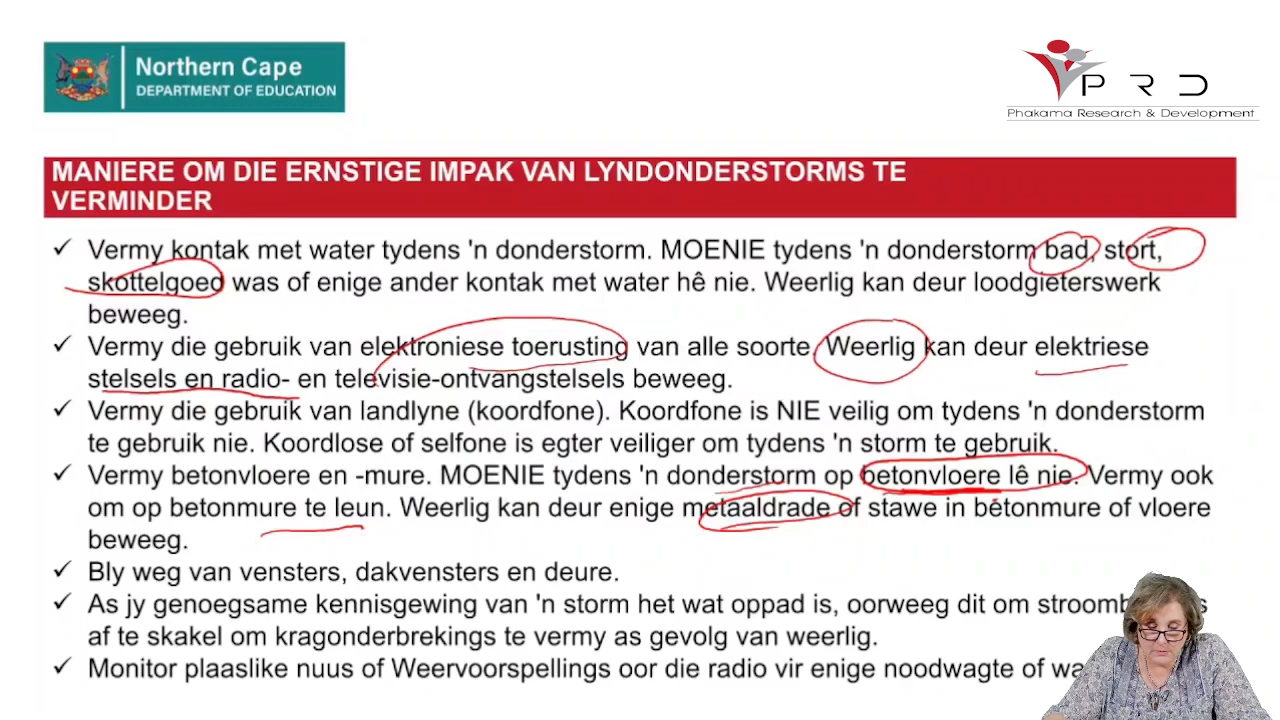 Northern Cape
DEPARTMENT OF EDUCATION
PRD
Phakama Research & Development
MANIERE OM DIE ERNSTIGE IMPAK VAN LYNDONDERSTORMS TE
VERMINDER
✓ Vermy kontak met water tydens 'n donderstorm. MOENIE tydens 'n donderstorm bad, stort,
skottelgoed was of enige ander kontak met water hê nie. Weerlig kan deur loodgieterswerk
beweeg.
✓ Vermy die gebruik van elektroniese toerusting van alle soorte. Weerlig kan deur elektriese
stelsels en radio- en televisie-ontvangstelsels beweeg.
✓ Vermy die gebruik van landlyne (koordfone). Koordfone is NIE veilig om tydens 'n donderstorm
te gebruik nie. Koordlose of selfone is egter veiliger om tydens 'n storm te gebruik.
✓ Vermy betonvloere en -mure. MOENIE tydens 'n donderstorm op betonvloere lê nie. Vermy ook
om op betonmure te leun. Weerlig kan deur enige metaaldrade of stawe in betonmure of vloere
beweeg.
✓ Bly weg van vensters, dakvensters en deure.
✓ As jy genoegsame kennisgewing van 'n storm het wat oppad is, oorweeg dit om
af te skakel om kragonderbrekings te vermy as gevolg van weerlig.
✓ Monitor plaaslike nuus of Weervoorspellings oor die radio vir enige noodwagte of